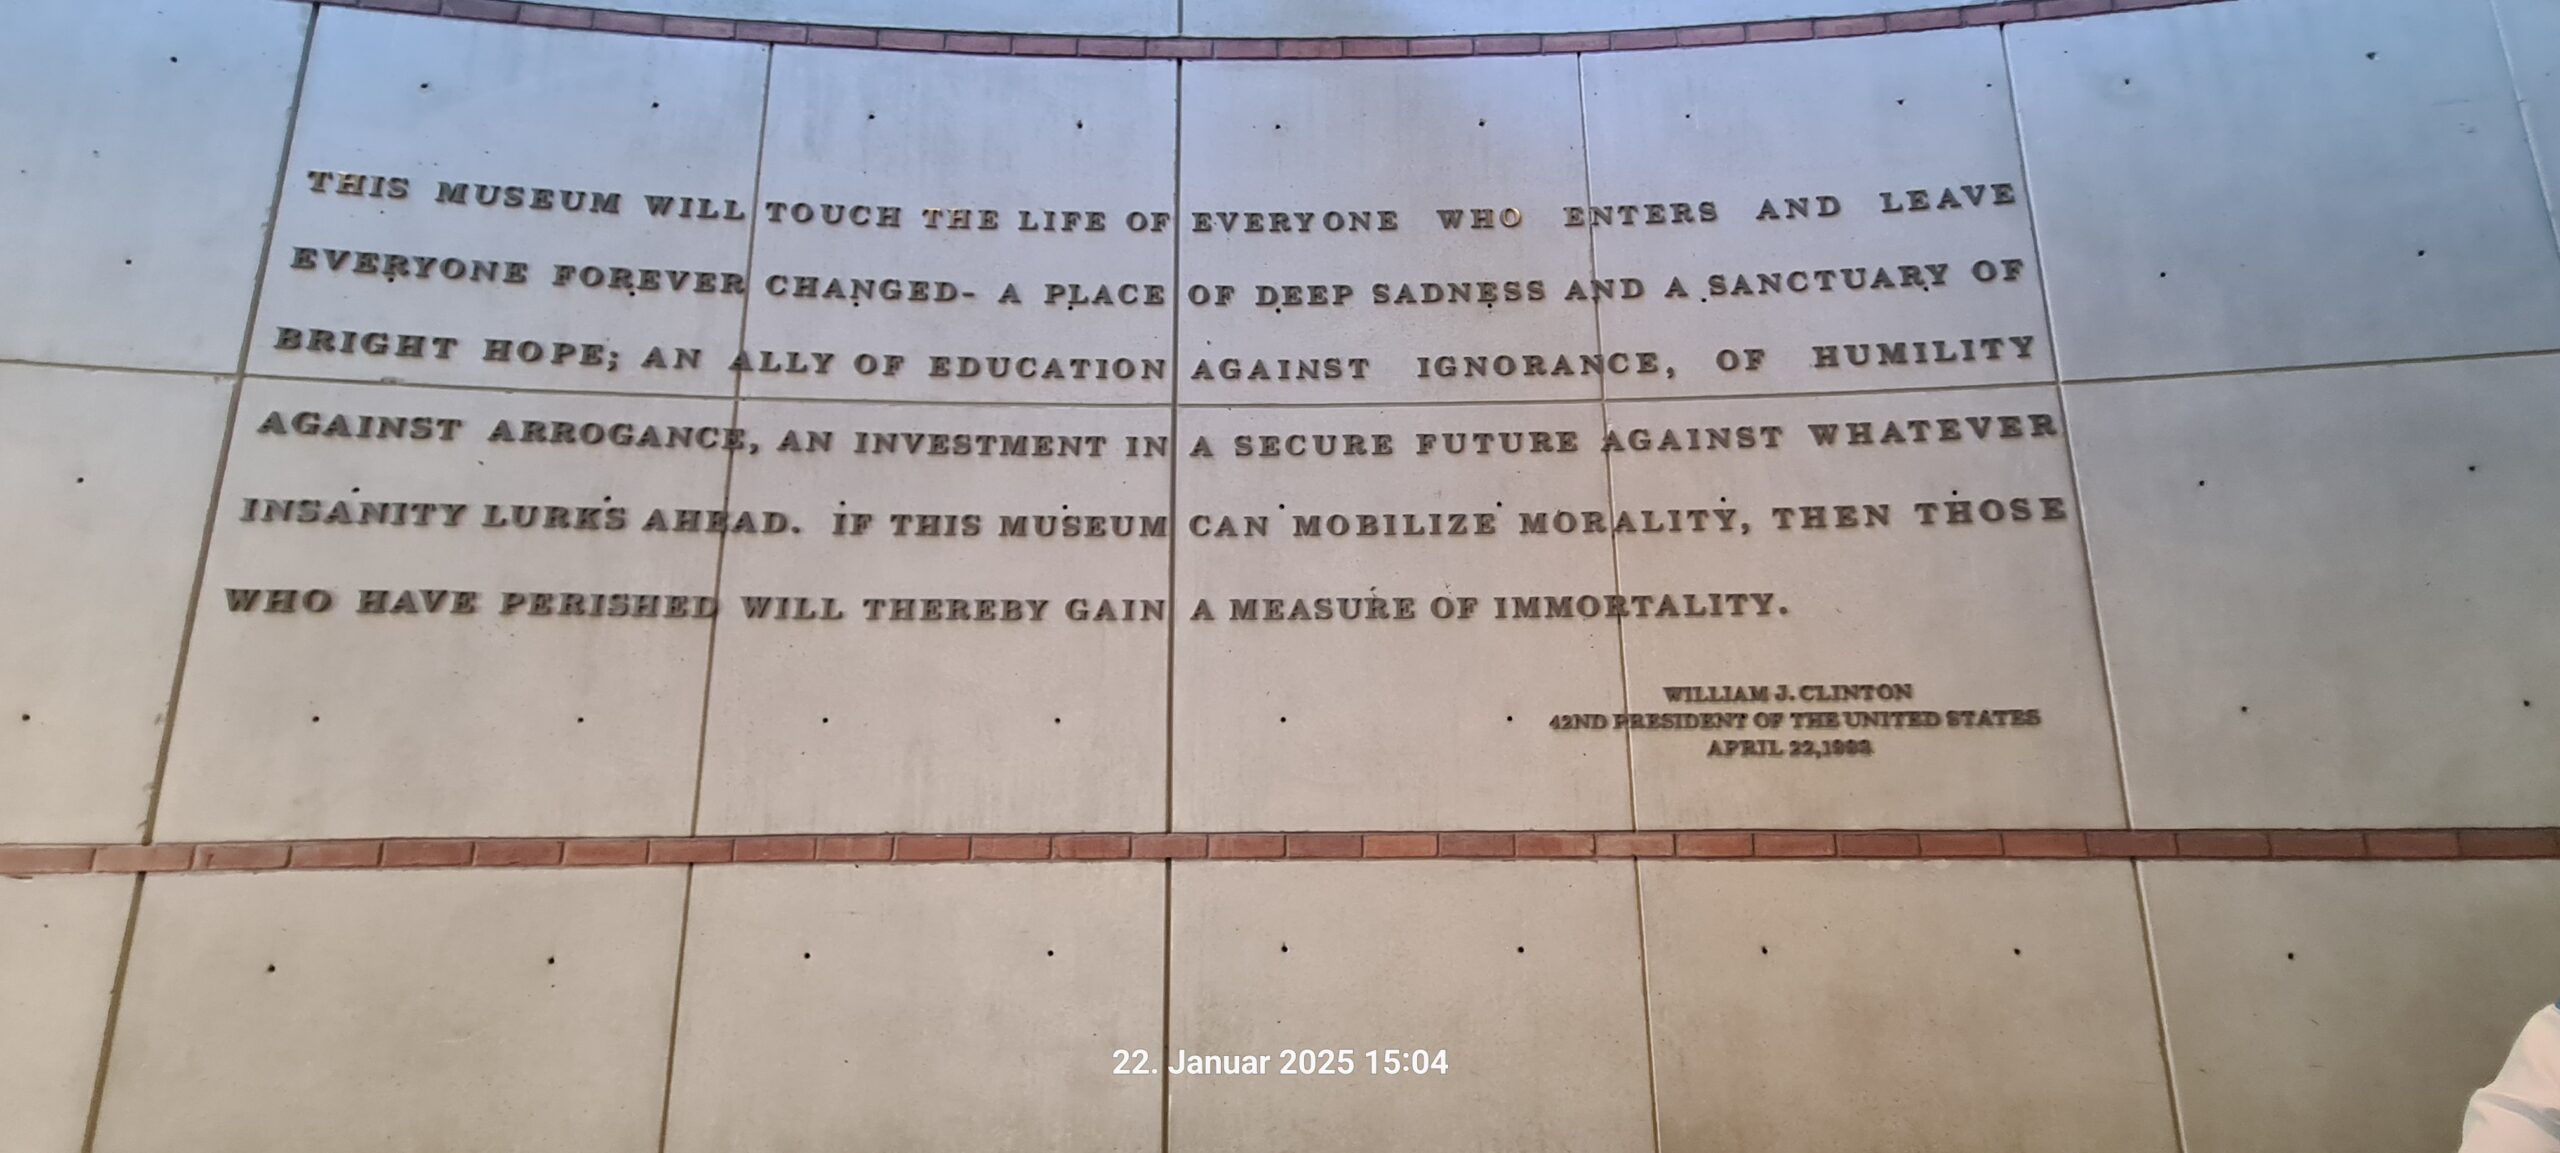 THIS MUSEUM WILL TOUCH THE LIFE OF EVERYONE WHO ENTERS AND LEAVE
EVERYONE FOREVER CHANGED- A PLACE OF DEEP SADNESS AND A SANCTUARY OF
BRIGHT HOPE; AN ALLY OF EDUCATION AGAINST IGNORANCE, OF HUMILITY
AGAINST ARROGANCE, AN INVESTMENT IN A SECURE FUTURE AGAINST WHATEVER
INSANITY LURKS AHEAD. IF THIS MUSEUM CAN MOBILIZE MORALITY, THEN THOSE
WHO HAVE PERISHED WILL THEREBY GAIN A MEASURE OF IMMORTALITY.
WILLIAM J. CLINTON
42ND PRESIDENT OF THE UNITED STATES
APRIL 22,1993
22. Januar 2025 15:04